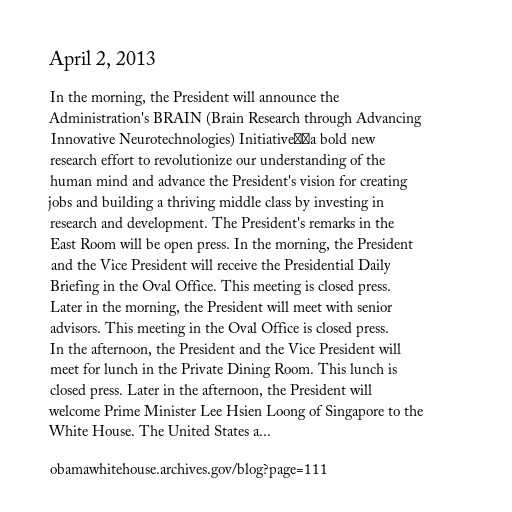 April 2, 2013
In the morning, the President will announce the
Administration's BRAIN (Brain Research through Advancing
Innovative Neurotechnologies) Initiative□□a bold new
research effort to revolutionize our understanding of the
human mind and advance the President's vision for creating
jobs and building a thriving middle class by investing in
research and development. The President's remarks in the
East Room will be open press. In the morning, the President
and the Vice President will receive the Presidential Daily
Briefing in the Oval Office. This meeting is closed press.
Later in the morning, the President will meet with senior
advisors. This meeting in the Oval Office is closed press.
In the afternoon, the President and the Vice President will
meet for lunch in the Private Dining Room. This lunch is
closed press. Later in the afternoon, the President will
welcome Prime Minister Lee Hsien Loong of Singapore to the
White House. The United States a...
obamawhitehouse.archives.gov/blog?page=111